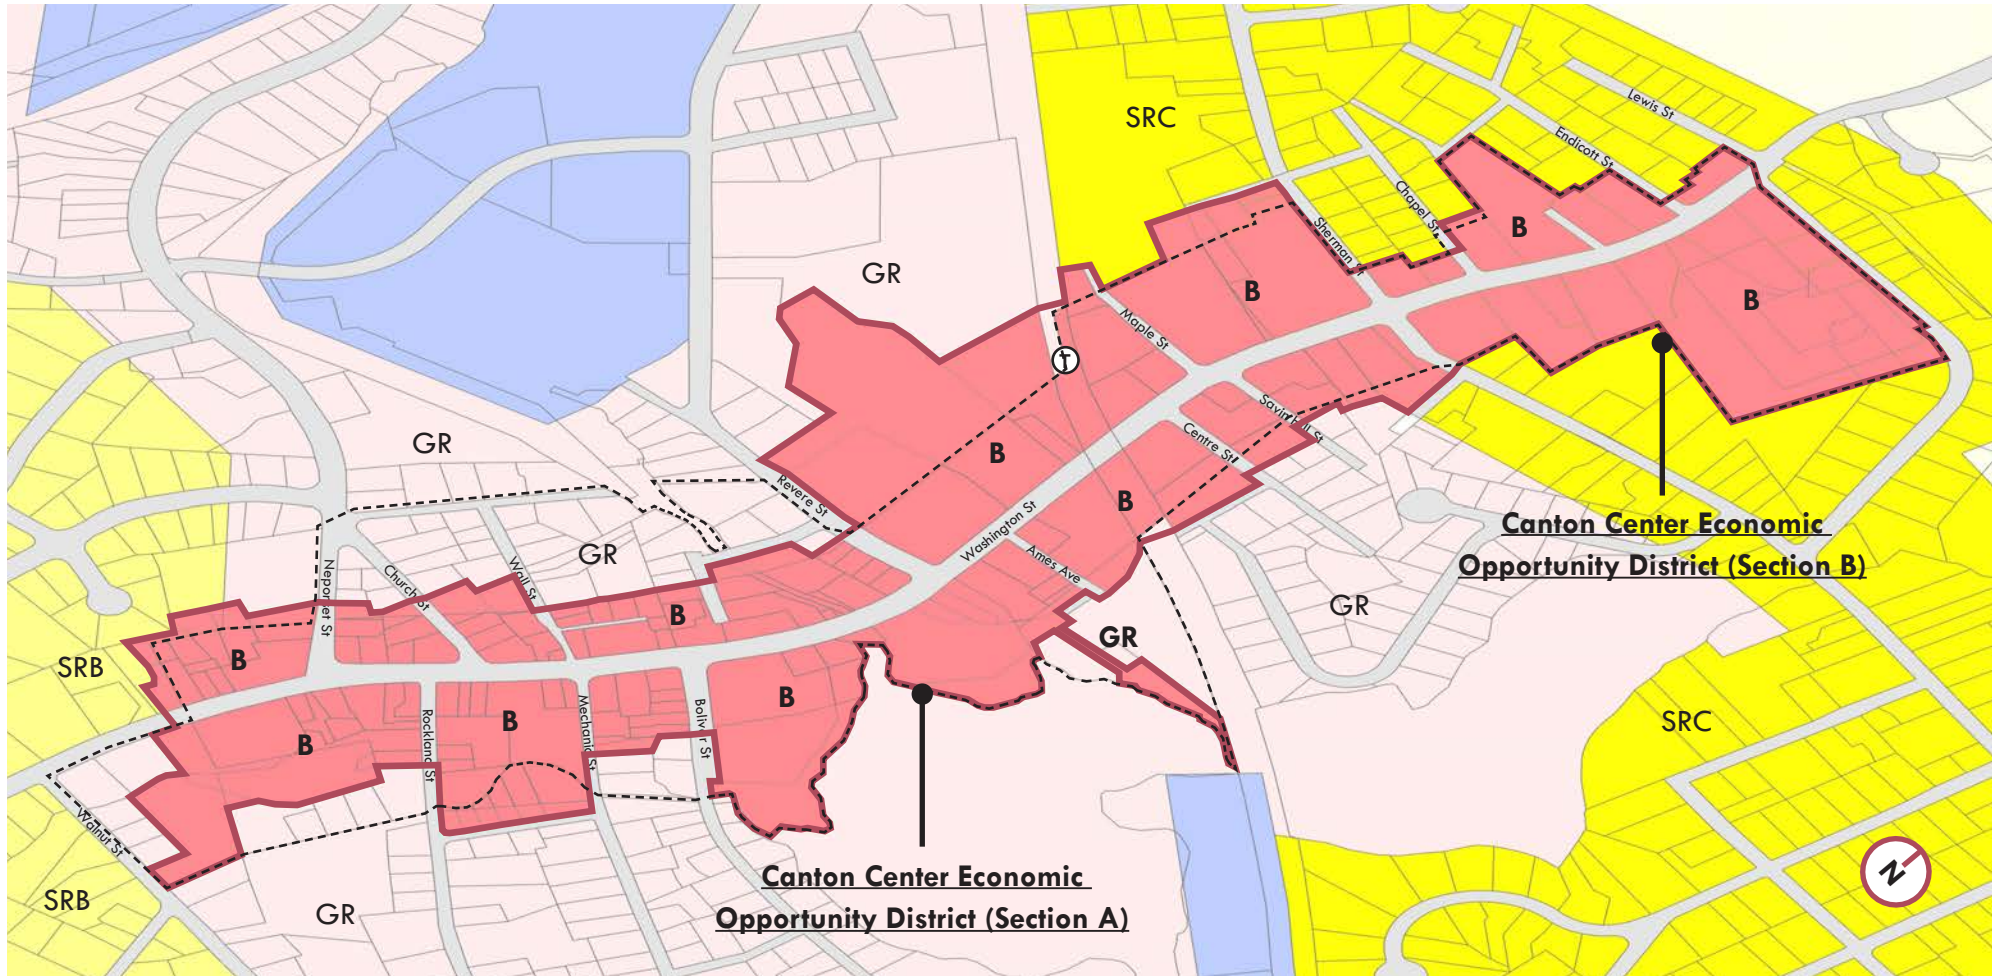 SRC
Lewis St
Endicott St
Chapel St
B
Sherman St
GR
B
B
Maple St
Savin Hill St
Centre St
GR
B
Revere St
B
Washington St
Canton Center Economic
Opportunity District (Section B)
GR
Ames Ave
Wall St
Church St
Neponset St
B
GR
GR
B
SRB
B
Bolivar St
Mechanic St
Rockland St
B
B
SRC
Walnut St
Canton Center Economic
Opportunity District (Section A)
SRB
GR
N